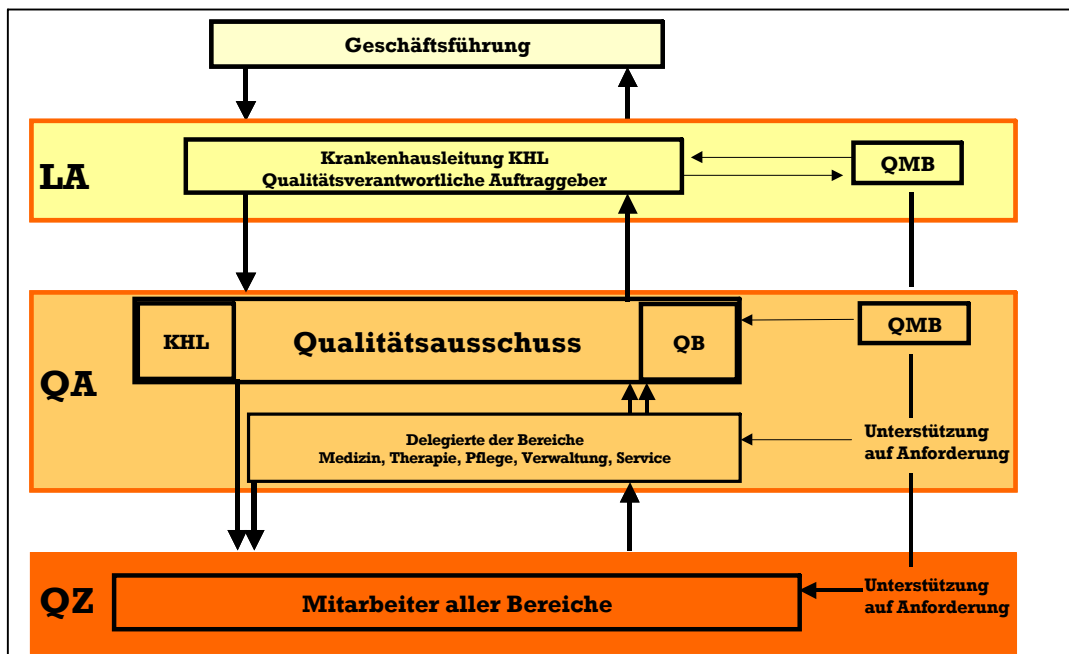 Geschäftsführung
LA
Krankenhausleitung KHL
Qualitätsverantwortliche Auftraggeber
QMB
QA
KHL
Qualitätsausschuss
QB
QMB
Delegierte der Bereiche
Medizin, Therapie, Pflege, Verwaltung, Service
Unterstützung
auf Anforderung
QZ
Mitarbeiter aller Bereiche
Unterstützung
auf Anforderung